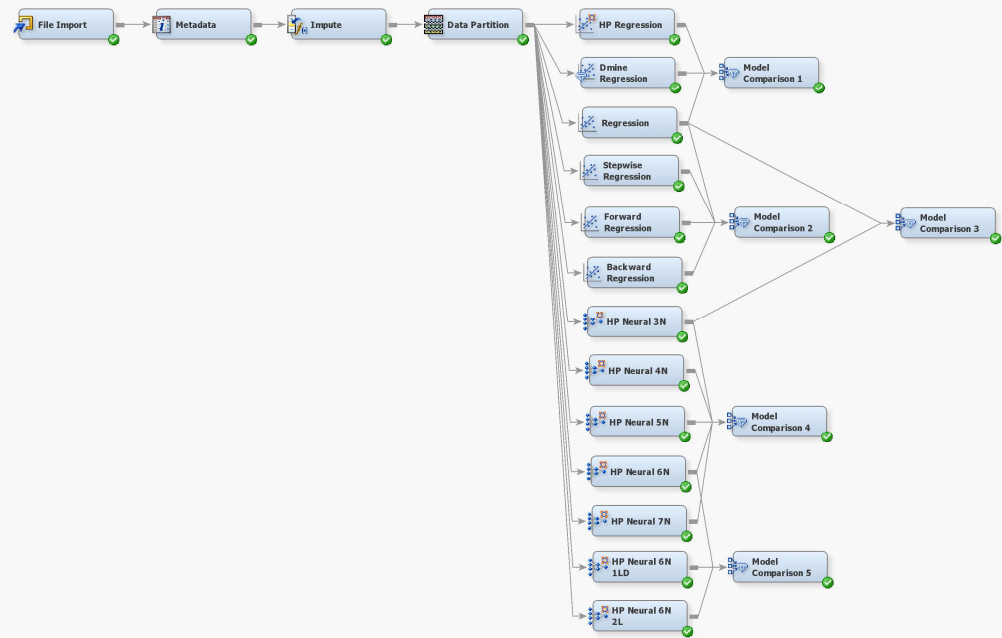 File Import
Metadata
Impute
Data Partition
HP Regression
Dmine
Regression
Model
Comparison 1
Regression
Stepwise
Regression
Forward
Regression
Model
Comparison 2
Model
Comparison 3
Backward
Regression
HP Neural 3N
HP Neural 4N
HP Neural 5N
Model
Comparison 4
HP Neural 6N
HP Neural 7N
HP Neural 6N
1LD
Model
Comparison 5
HP Neural 6N
2L